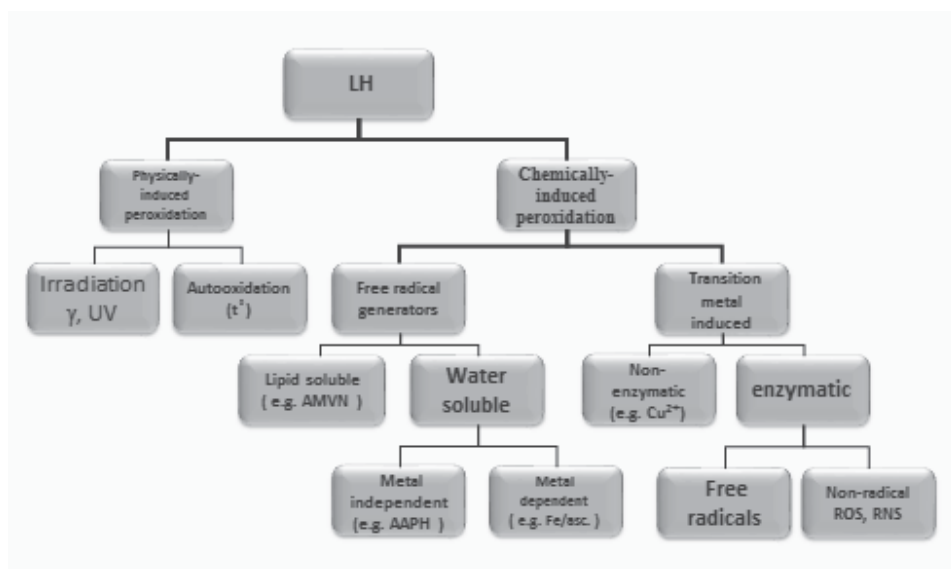 LH
Physically-
induced
peroxidation
Chemically-
induced
peroxidation
Irradiation
γ, UV
Autooxidation
(t°)
Free radical
generators
Transition
metal
induced
Lipid soluble
( e.g. AMVN )
Water
soluble
Non-
enzymatic
(e.g. Cu²⁺)
enzymatic
Metal
independent
(e.g. AAPH )
Metal
dependent
( e.g. Fe/asc. )
Free
radicals
Non-radical
ROS, RNS